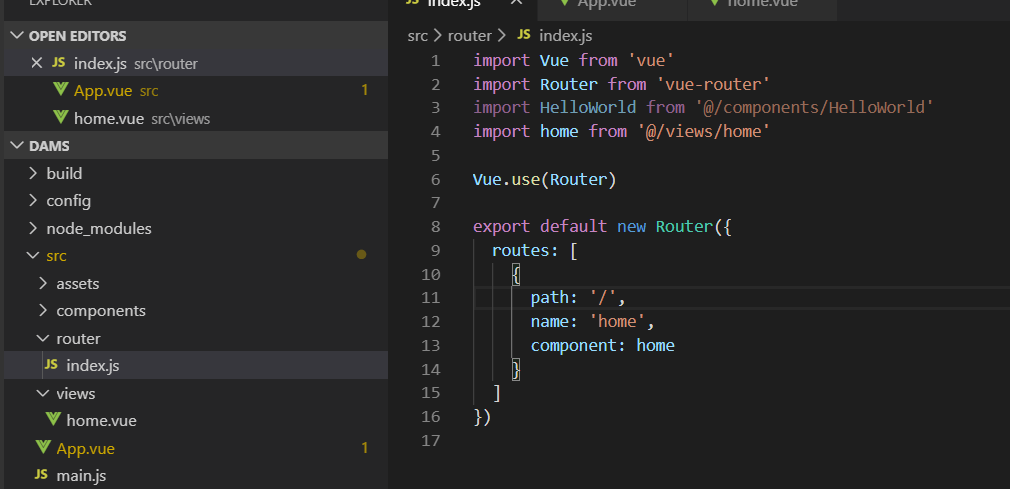 EXPLORER
OPEN EDITORS
JS index.js src\router
App.vue src 1
home.vue src\views
DAMS
build
config
node_modules
src
assets
components
router
JS index.js
views
home.vue
App.vue 1
JS main.js
JS index.js
App.vue
home.vue
src > router > JS index.js
1 import Vue from 'vue'
2 import Router from 'vue-router'
3 import HelloWorld from '@/components/HelloWorld'
4 import home from '@/views/home'
5
6 Vue.use(Router)
7
8 export default new Router({
9 routes: [
10 {
11 path: '/',
12 name: 'home',
13 component: home
14 }
15 ]
16 })
17